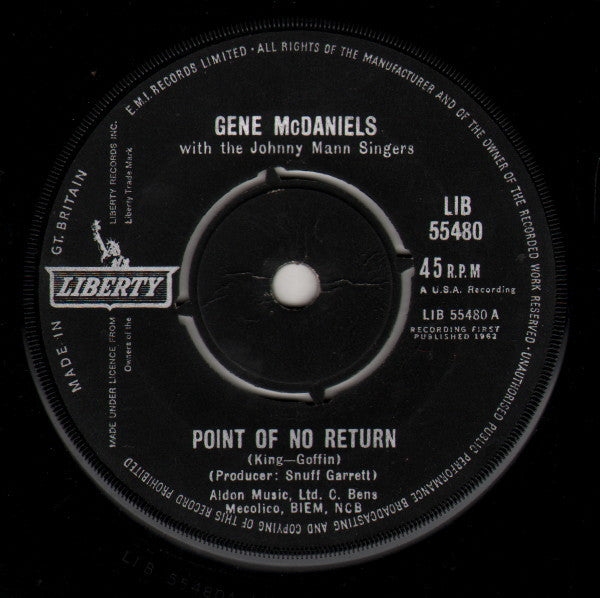 E.M.I. RECORDS LIMITED · ALL RIGHTS OF THE MANUFACTURER AND OF THE OWNER OF THE RECORDED WORK RESERVED · UNAUTHORISED PUBLIC PERFORMANCE BROADCASTING AND COPYING OF THIS RECORD PROHIBITED
MADE IN GT. BRITAIN
GENE McDANIELS
with the Johnny Mann Singers
LIBERTY RECORDS INC.
Liberty Trade Mark
MADE UNDER LICENCE FROM
Owners of the
LIBERTY
LIB
55480
45 R.P.M
A U.S.A. Recording
LIB 55480 A
RECORDING FIRST
PUBLISHED 1962
POINT OF NO RETURN
(King—Goffin)
(Producer: Snuff Garrett)
Aldon Music, Ltd. C. Bens
Mecolico, BIEM, NCB
LIB 55480